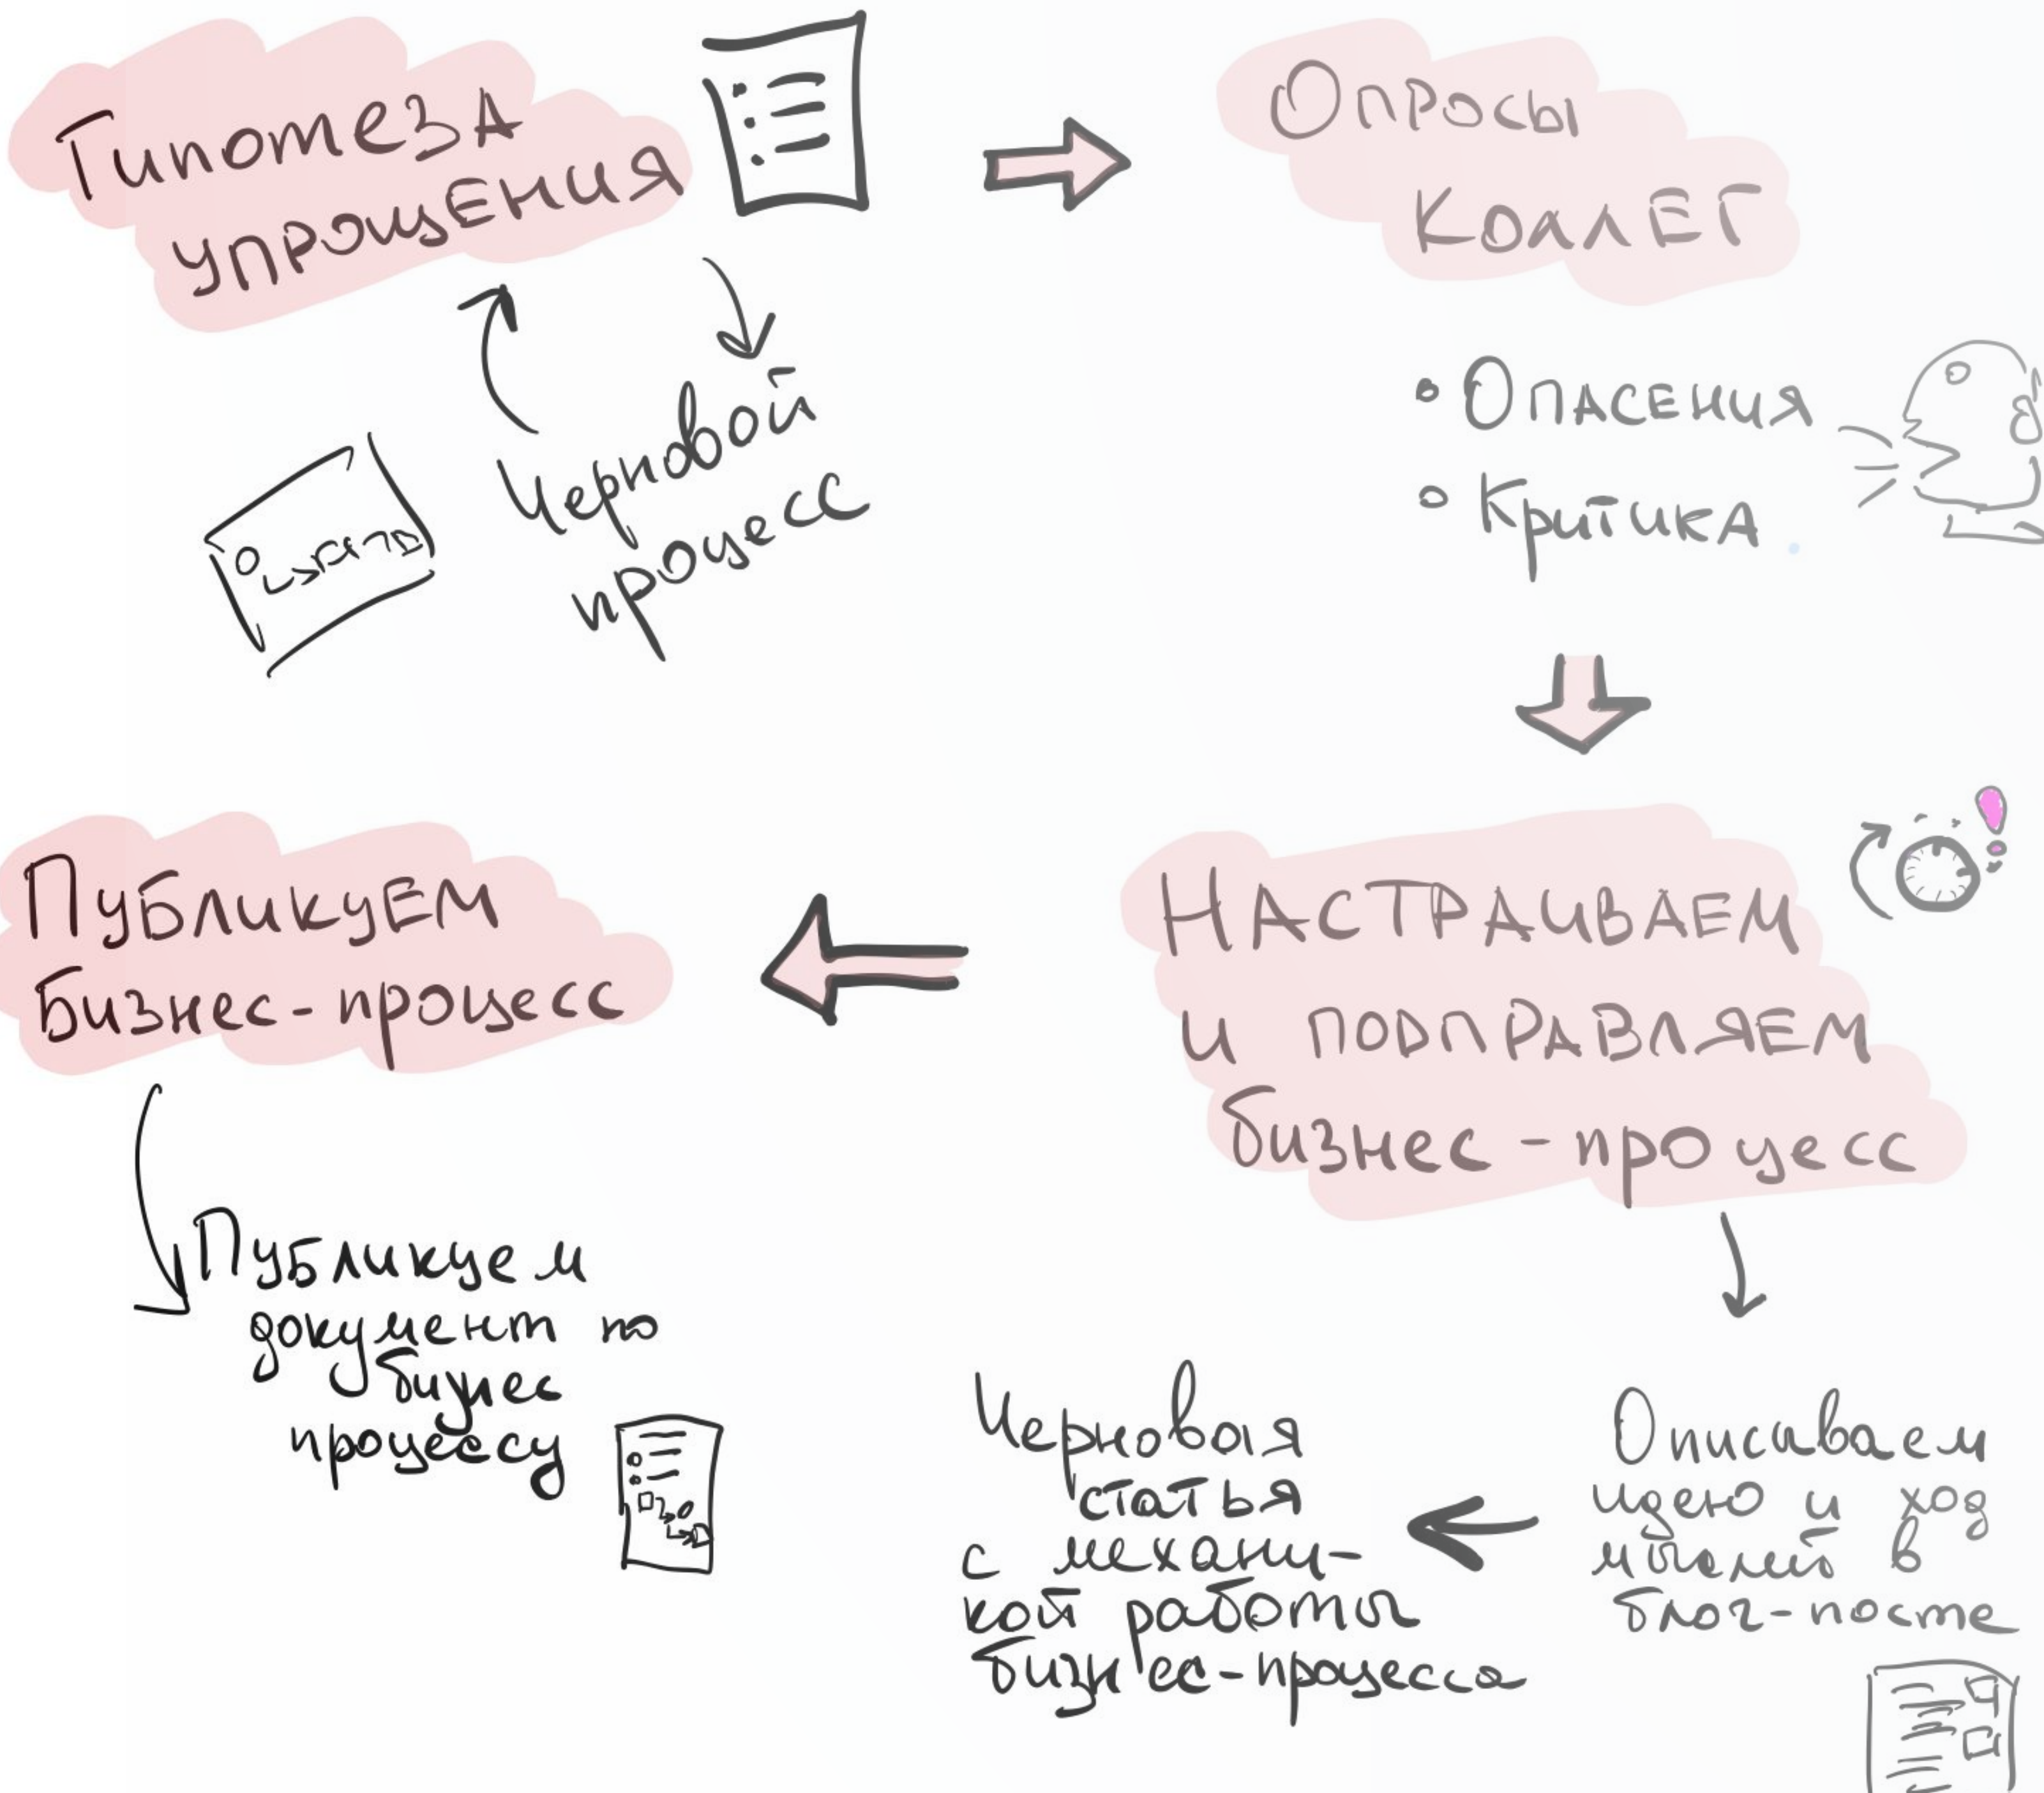 Гипотеза
упрощения
Черновой
процесс
Опросы
коллег
• Опасения
• Критика
Настраиваем
и подправляем
бизнес-процесс
Описываем
идею и ход
мыслей в
блог-посте
Черновая
статья
с механи-
кой работы
бизнес-процесса
Публикуем
бизнес-процесс
Публикуем
документ по
бизнес
процессу